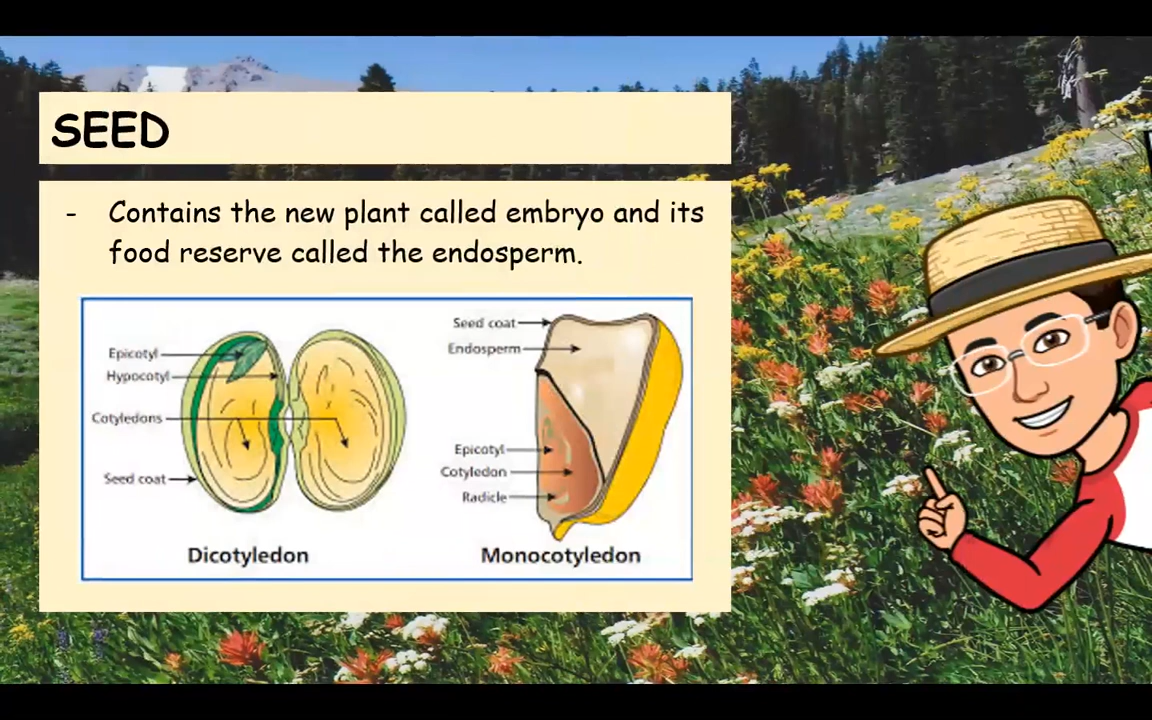 SEED
- Contains the new plant called embryo and its
food reserve called the endosperm.
Epicotyl
Hypocotyl
Cotyledons
Seed coat
Dicotyledon
Seed coat
Endosperm
Epicotyl
Cotyledon
Radicle
Monocotyledon